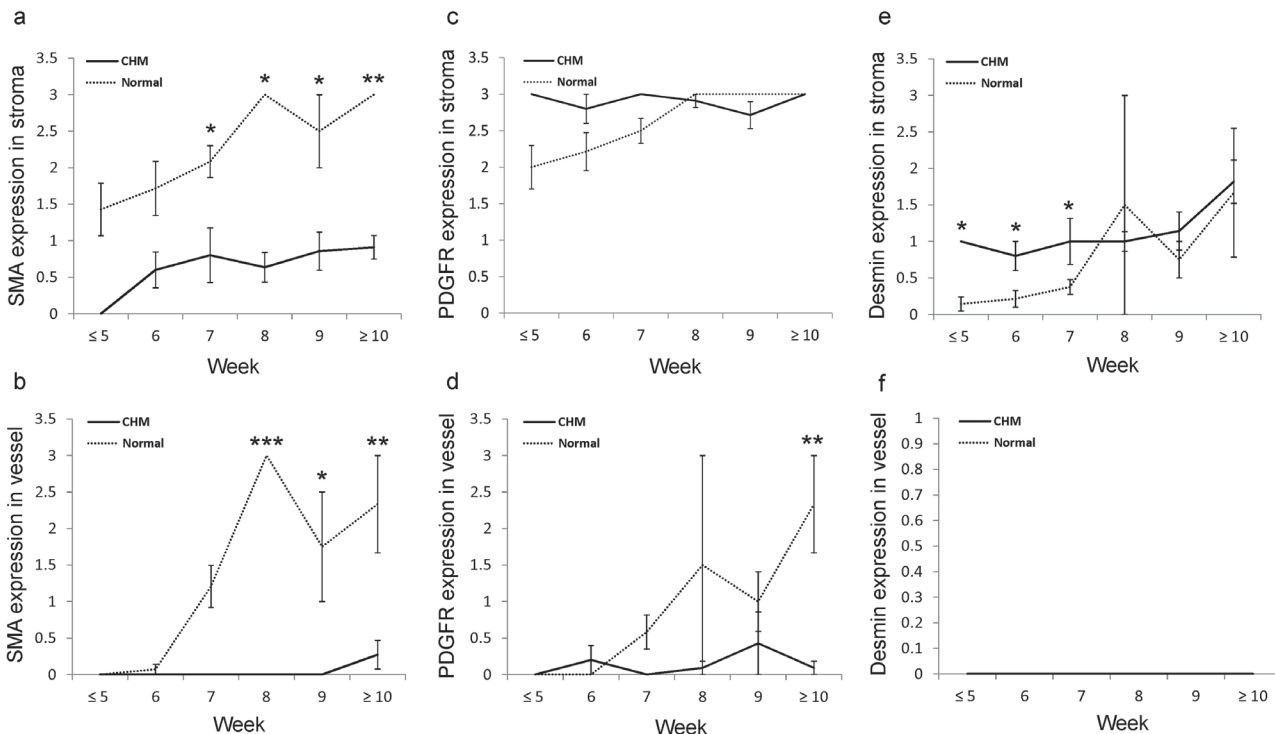 a
CHM
Normal
SMA expression in stroma
3.5
3
2.5
2
1.5
1
0.5
0
* * * **
≤ 5 6 7 8 9 ≥ 10
Week
b
CHM
Normal
SMA expression in vessel
3.5
3
2.5
2
1.5
1
0.5
0
*** * **
≤ 5 6 7 8 9 ≥ 10
Week
c
CHM
Normal
PDGFR expression in stroma
3.5
3
2.5
2
1.5
1
0.5
0
≤ 5 6 7 8 9 ≥ 10
Week
d
CHM
Normal
PDGFR expression in vessel
3.5
3
2.5
2
1.5
1
0.5
0
**
≤ 5 6 7 8 9 ≥ 10
Week
e
CHM
Normal
Desmin expression in stroma
3.5
3
2.5
2
1.5
1
0.5
0
* * *
≤ 5 6 7 8 9 ≥ 10
Week
f
CHM
Normal
Desmin expression in vessel
1
0.9
0.8
0.7
0.6
0.5
0.4
0.3
0.2
0.1
0
≤ 5 6 7 8 9 ≥ 10
Week